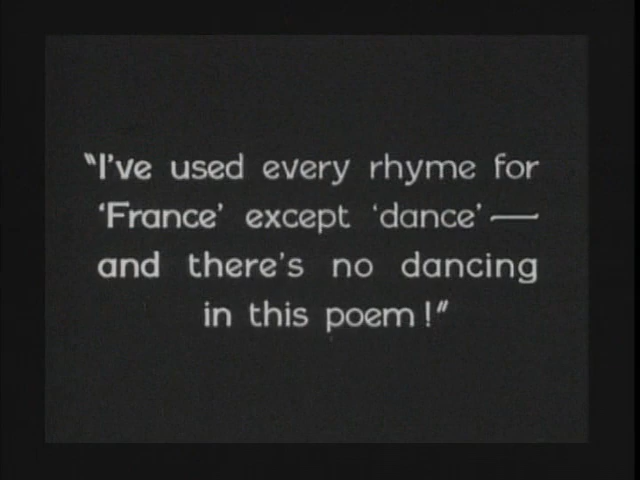 "I've used every rhyme for
'France' except 'dance'—
and there's no dancing
in this poem!"